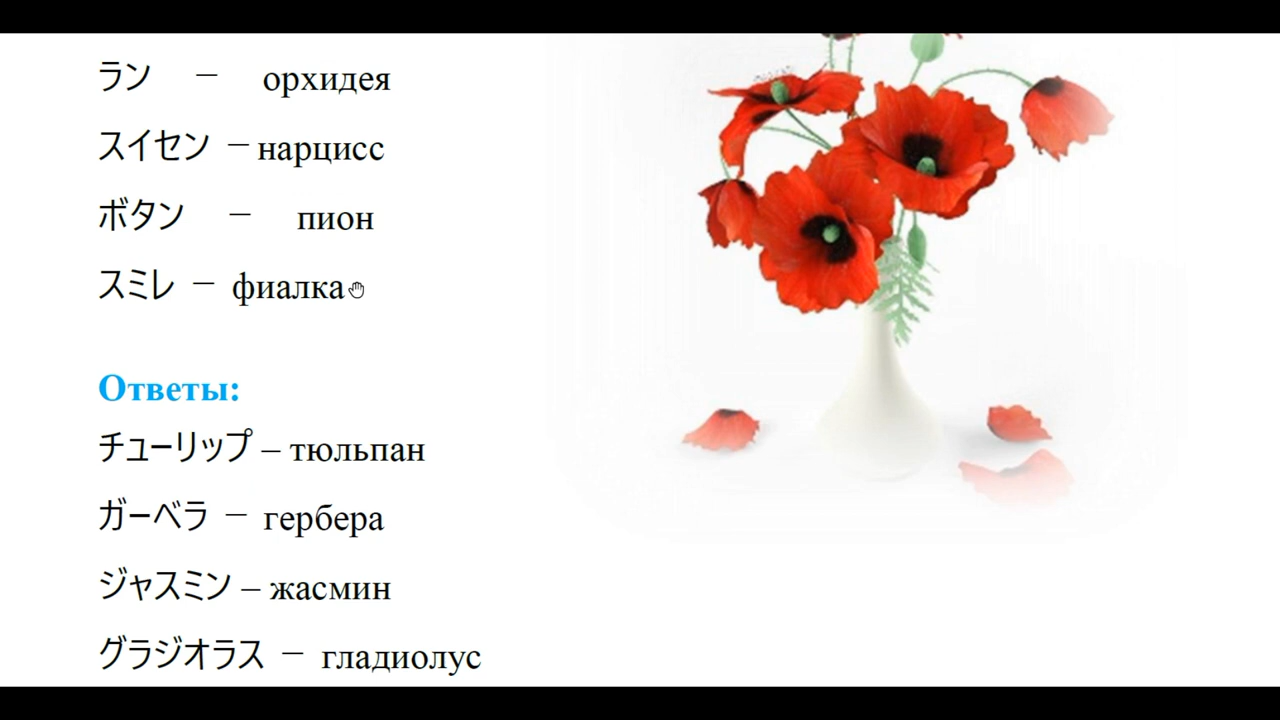 ラン – орхидея
スイセン – нарцисс
ボタン – пион
スミレ – фиалка
Ответы:
チューリップ – тюльпан
ガーベラ – гербера
ジャスミン – жасмин
グラジオラス – гладиолус